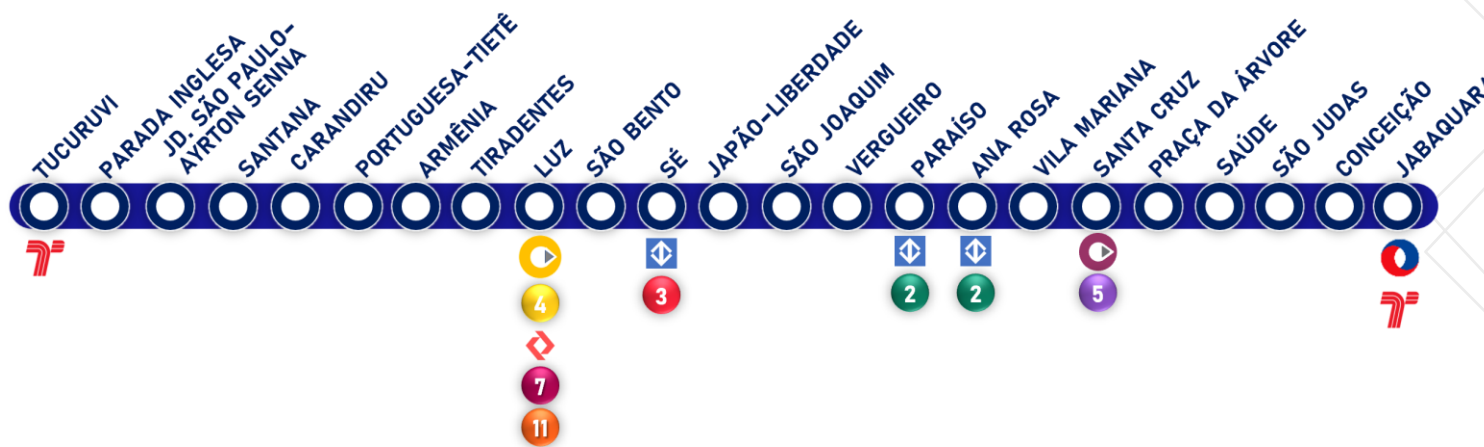 TUCURUVI
PARADA INGLESA
JD. SÃO PAULO-
AYRTON SENNA
SANTANA
CARANDIRU
PORTUGUESA-TIETÊ
ARMÊNIA
TIRADENTES
LUZ
SÃO BENTO
SÉ
JAPÃO-LIBERDADE
SÃO JOAQUIM
VERGUEIRO
PARAÍSO
ANA ROSA
VILA MARIANA
SANTA CRUZ
PRAÇA DA ÁRVORE
SAÚDE
SÃO JUDAS
CONCEIÇÃO
JABAQUARA
4
7
11
3
2
2
5